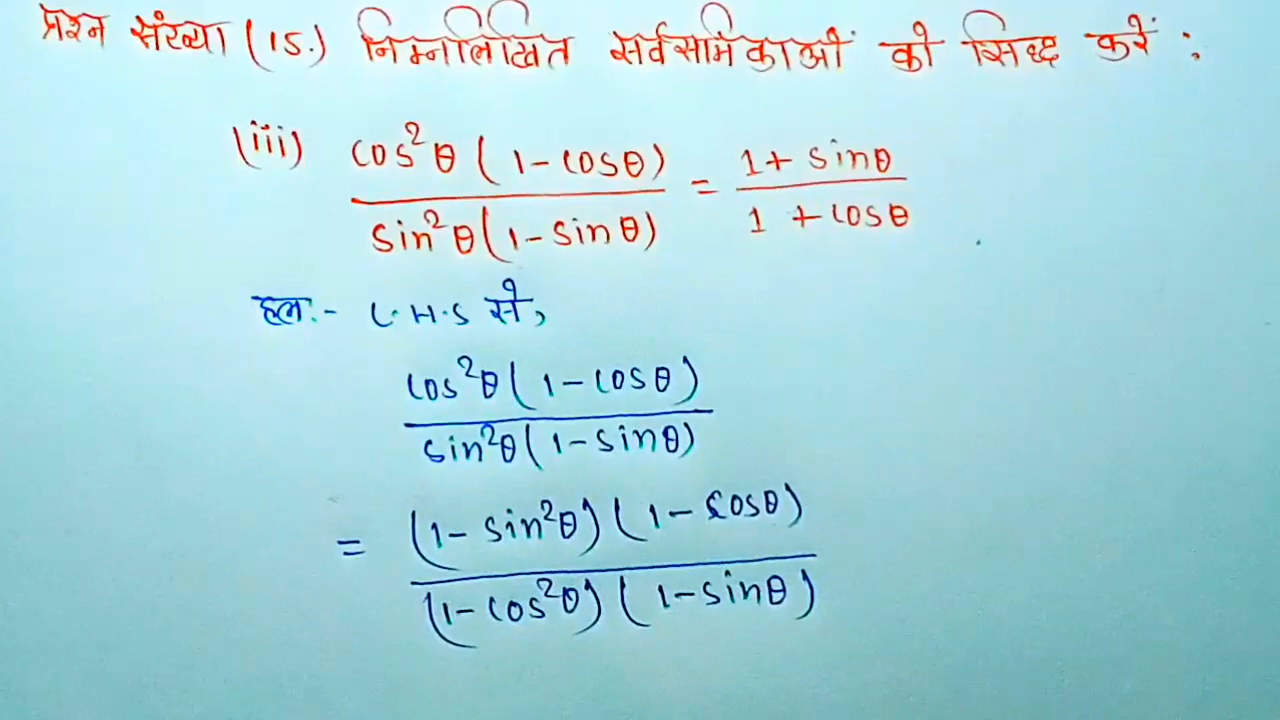 प्रश्न संख्या (15.) निम्नलिखित सर्वसमिकाओं को सिद्ध करें :
(iii) cos²θ (1-cosθ) / sin²θ(1-sinθ) = 1+ sinθ / 1 +cosθ
हल:- L.H.S से,
cos²θ(1-cosθ) / sin²θ(1-sinθ)
= (1- sin²θ)(1-cosθ) / (1-cos²θ)(1-sinθ)